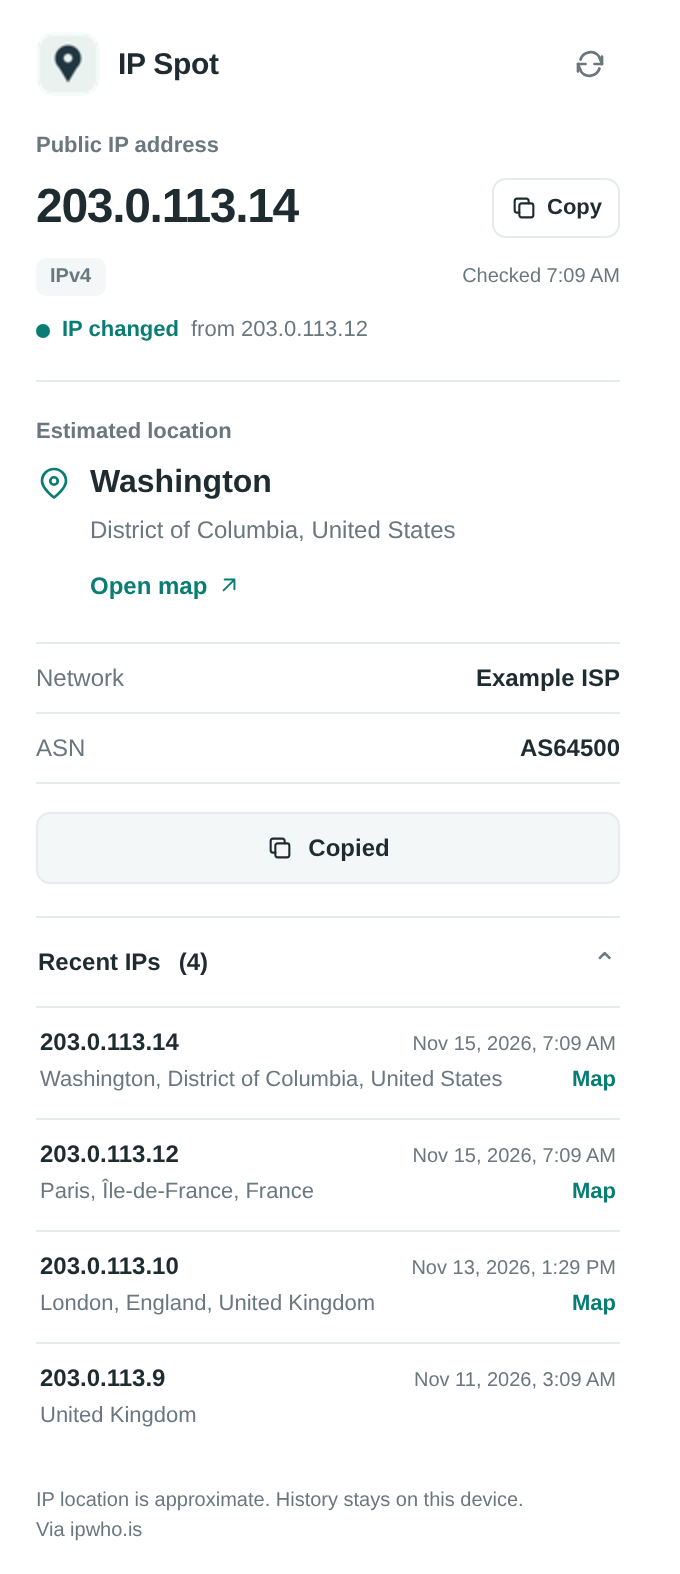 IP Spot
Public IP address
203.0.113.14
Copy
IPv4
Checked 7:09 AM
IP changed from 203.0.113.12
Estimated location
Washington
District of Columbia, United States
Open map
Network
Example ISP
ASN
AS64500
Copied
Recent IPs (4)
203.0.113.14
Nov 15, 2026, 7:09 AM
Washington, District of Columbia, United States
Map
203.0.113.12
Nov 15, 2026, 7:09 AM
Paris, Île-de-France, France
Map
203.0.113.10
Nov 13, 2026, 1:29 PM
London, England, United Kingdom
Map
203.0.113.9
Nov 11, 2026, 3:09 AM
United Kingdom
IP location is approximate. History stays on this device.
Via ipwho.is